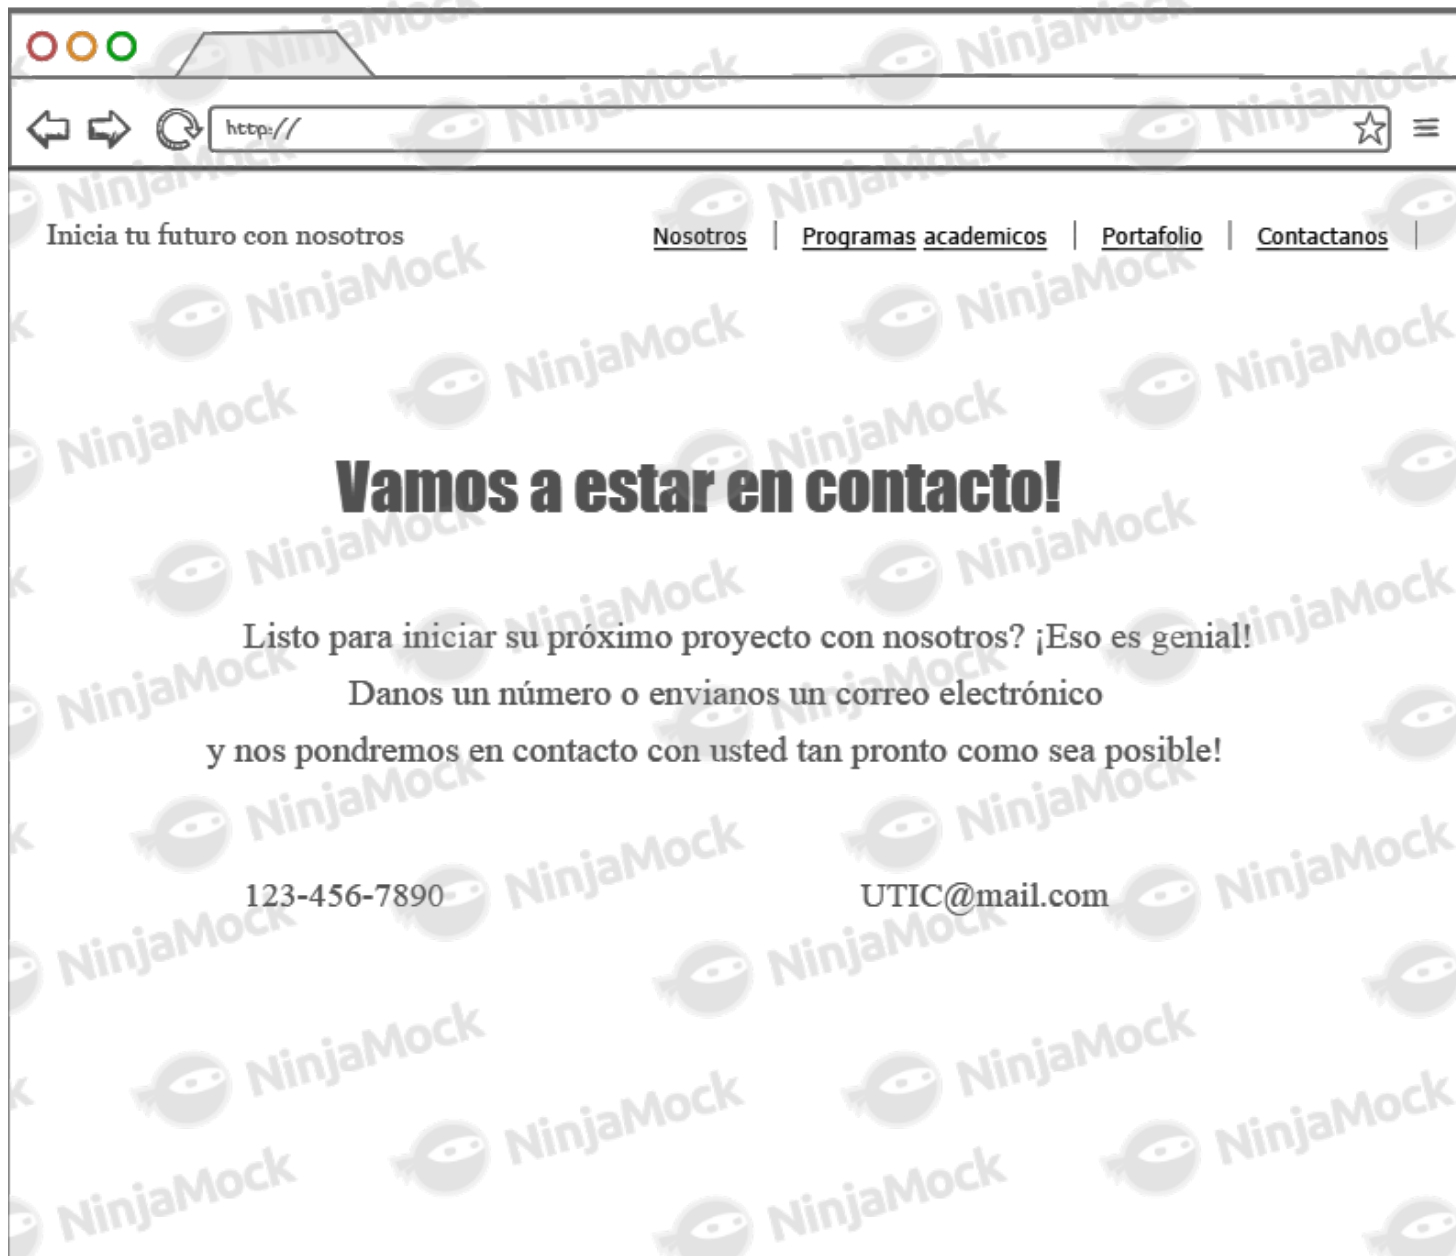 http://
Inicia tu futuro con nosotros
Nosotros | Programas academicos | Portafolio | Contactanos |
Vamos a estar en contacto!
Listo para iniciar su próximo proyecto con nosotros? ¡Eso es genial!
Danos un número o envianos un correo electrónico
y nos pondremos en contacto con usted tan pronto como sea posible!
123-456-7890 UTIC@mail.com
NinjaMock